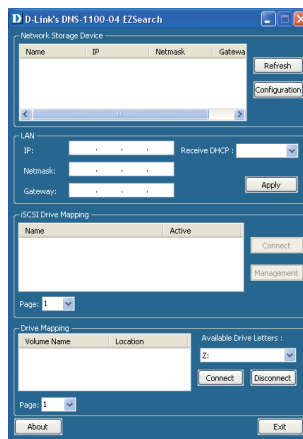 D-Link's DNS-1100-04 EZSearch
Network Storage Device
Name IP Netmask Gatewa
Refresh
Configuration
LAN
IP: . . . Receive DHCP :
Netmask: . . .
Gateway: . . .
Apply
iSCSI Drive Mapping
Name Active
Connect
Management
Page: 1
Drive Mapping
Volume Name Location Available Drive Letters :
Z:
Connect Disconnect
Page: 1
About Exit